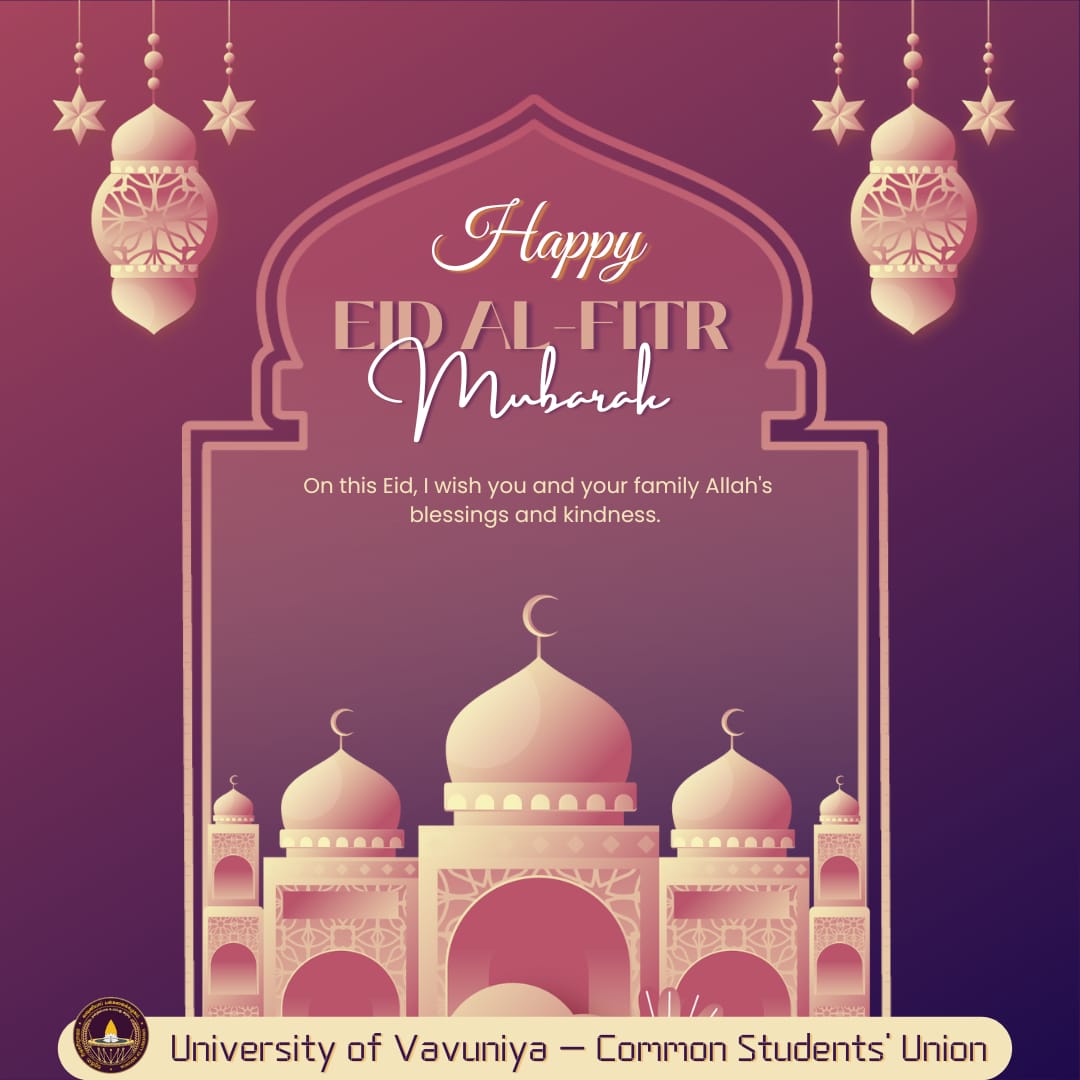 Happy
EID AL-FITR
Mubarak
On this Eid, I wish you and your family Allah's
blessings and kindness.
University of Vavuniya – Common Students' Union